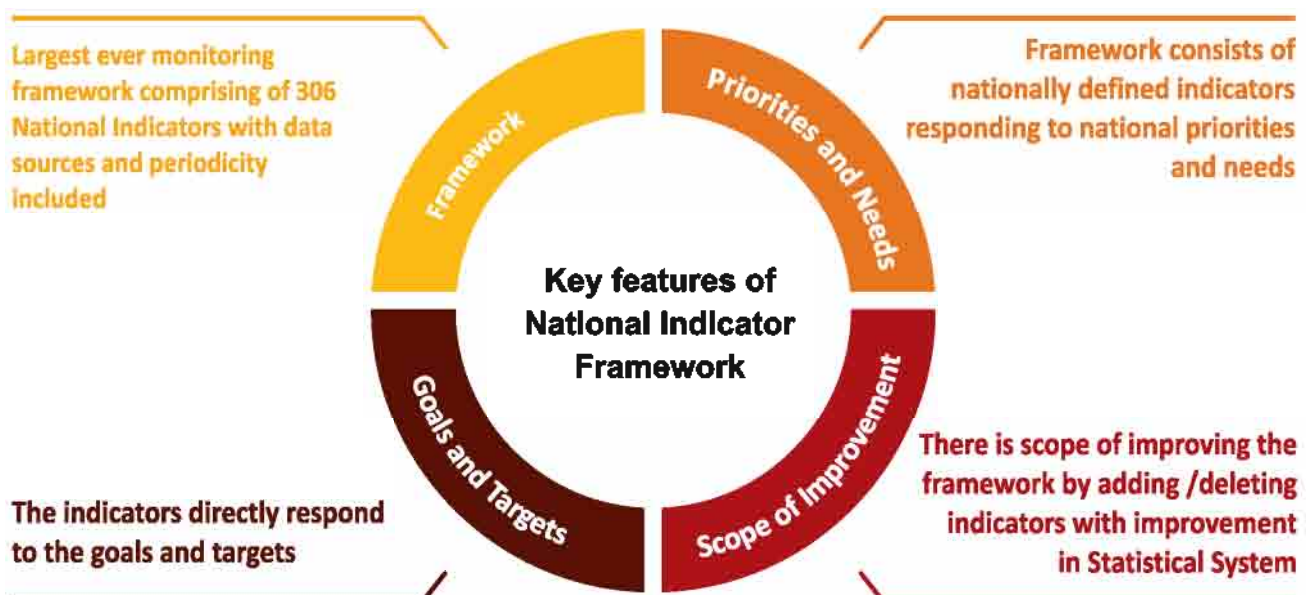 Largest ever monitoring
framework comprising of 306
National Indicators with data
sources and periodicity
included
Framework
Priorities and Needs
Framework consists of
nationally defined indicators
responding to national priorities
and needs
Key features of
National Indicator
Framework
Goals and Targets
The indicators directly respond
to the goals and targets
Scope of Improvement
There is scope of improving the
framework by adding /deleting
indicators with improvement
in Statistical System